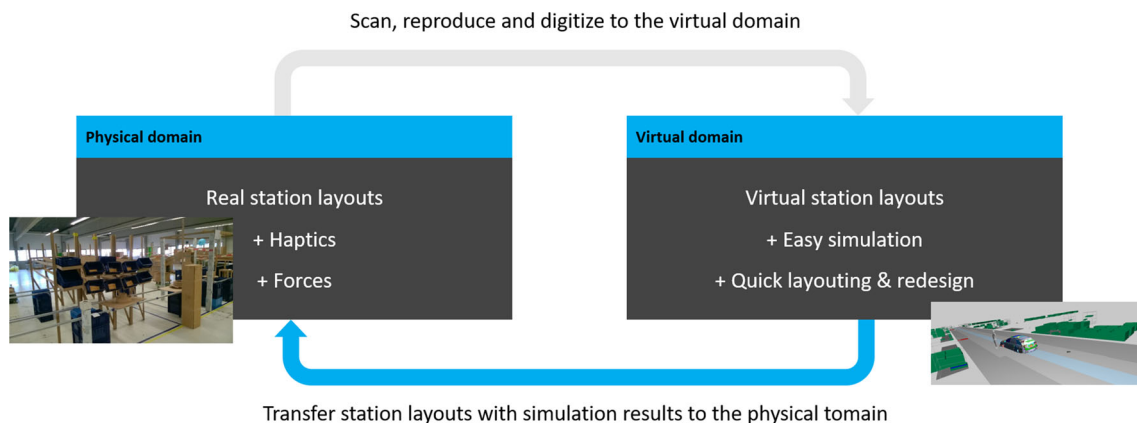 Scan, reproduce and digitize to the virtual domain
Physical domain
Real station layouts
+ Haptics
+ Forces
Virtual domain
Virtual station layouts
+ Easy simulation
+ Quick layouting & redesign
Transfer station layouts with simulation results to the physical tomain